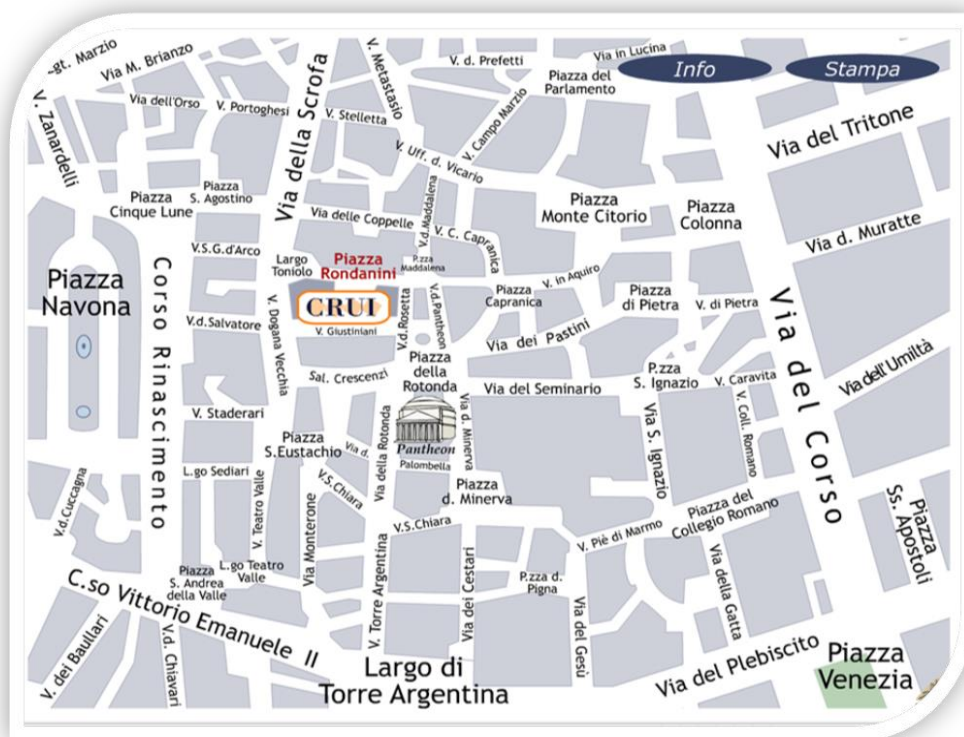 ~gt. Marzio
Via M. Brianzo
V. Metastasio
V. d. Prefetti
Via in Lucina
Info
Stampa
Piazza del
Parlamento
V. Zanardelli
Via dell'Orso
V. Portoghesi
Via della Scrofa
V. Stelletta
V. Campo Marzio
Via del Tritone
V. Uff. d. Vicario
Piazza
Cinque Lune
Piazza
S. Agostino
Via delle Coppelle
V.d.Maddalena
V. C. Capranica
Piazza
Monte Citorio
Piazza
Colonna
Via d. Muratte
V.S.G.d'Arco
Largo
Toniolo
Piazza
Rondanini
P.zza
Maddalena
Piazza
Navona
Corso Rinascimento
CRUI
V. Giustiniani
V.d.Rosetta
V.d.Pantheon
Piazza
Capranica
V. in Aquiro
Piazza
di Pietra
V. di Pietra
Via del Corso
V.d.Salvatore
V. Dogana Vecchia
Via dei Pastini
Sal. Crescenzi
Piazza
della
Rotonda
Via del Seminario
P.zza
S. Ignazio
V. Caravita
Via dell'Umiltà
V. Staderari
Via della Rotonda
Pantheon
Via d. Minerva
Via S. Ignazio
V. Coll. Romano
Piazza
S.Eustachio
Via d.
Palombella
L.go Sediari
V. Teatro Valle
V.S.Chiara
Piazza
d. Minerva
V.d.Cuccagna
Via Monterone
V.S.Chiara
V. Piè di Marmo
Piazza del
Collegio Romano
Piazza
Ss. Apostoli
L.go Teatro
Valle
Piazza
S. Andrea
della Valle
V. Torre Argentina
Via dei Cestari
P.zza d.
Pigna
Via del Gesù
Via della Gatta
C.so Vittorio Emanuele II
V. dei Baullari
V.d. Chiavari
Largo di
Torre Argentina
Via del Plebiscito
Piazza
Venezia